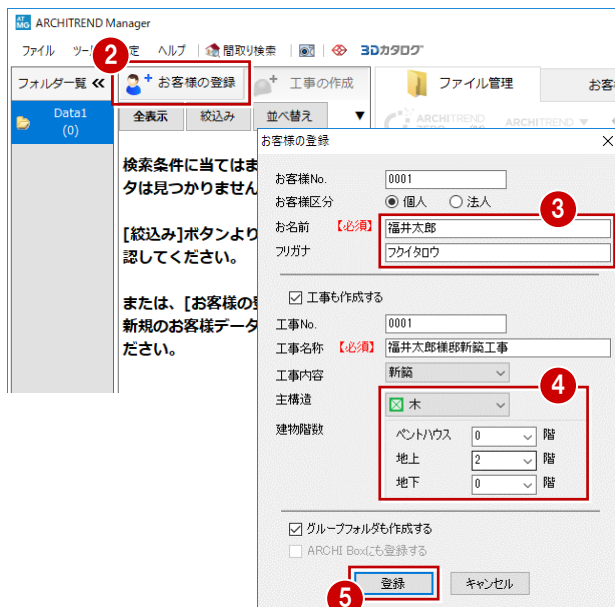 ARCHITREND Manager
ファイル ツー 定 ヘルプ 間取り検索 3Dカタログ
2
フォルダ一覧 お客様の登録 工事の作成 ファイル管理 お客
Data1
(0)
全表示 絞込み 並べ替え ▼
ARCHITREND
ARCHITREND ▼
検索条件に当てはま
タは見つかりません
[絞込み]ボタンより
認してください。
または、[お客様の
新規のお客様データ
ださい。
お客様の登録
お客様No. 0001
お客様区分 個人 法人
3
お名前 【必須】 福井太郎
フリガナ フクイタロウ
工事も作成する
工事No. 0001
工事名称 【必須】 福井太郎様邸新築工事
工事内容 新築
4
主構造 木
建物階数 ペントハウス 0 階
地上 2 階
地下 0 階
グループフォルダも作成する
ARCHI Boxにも登録する
5
登録 キャンセル